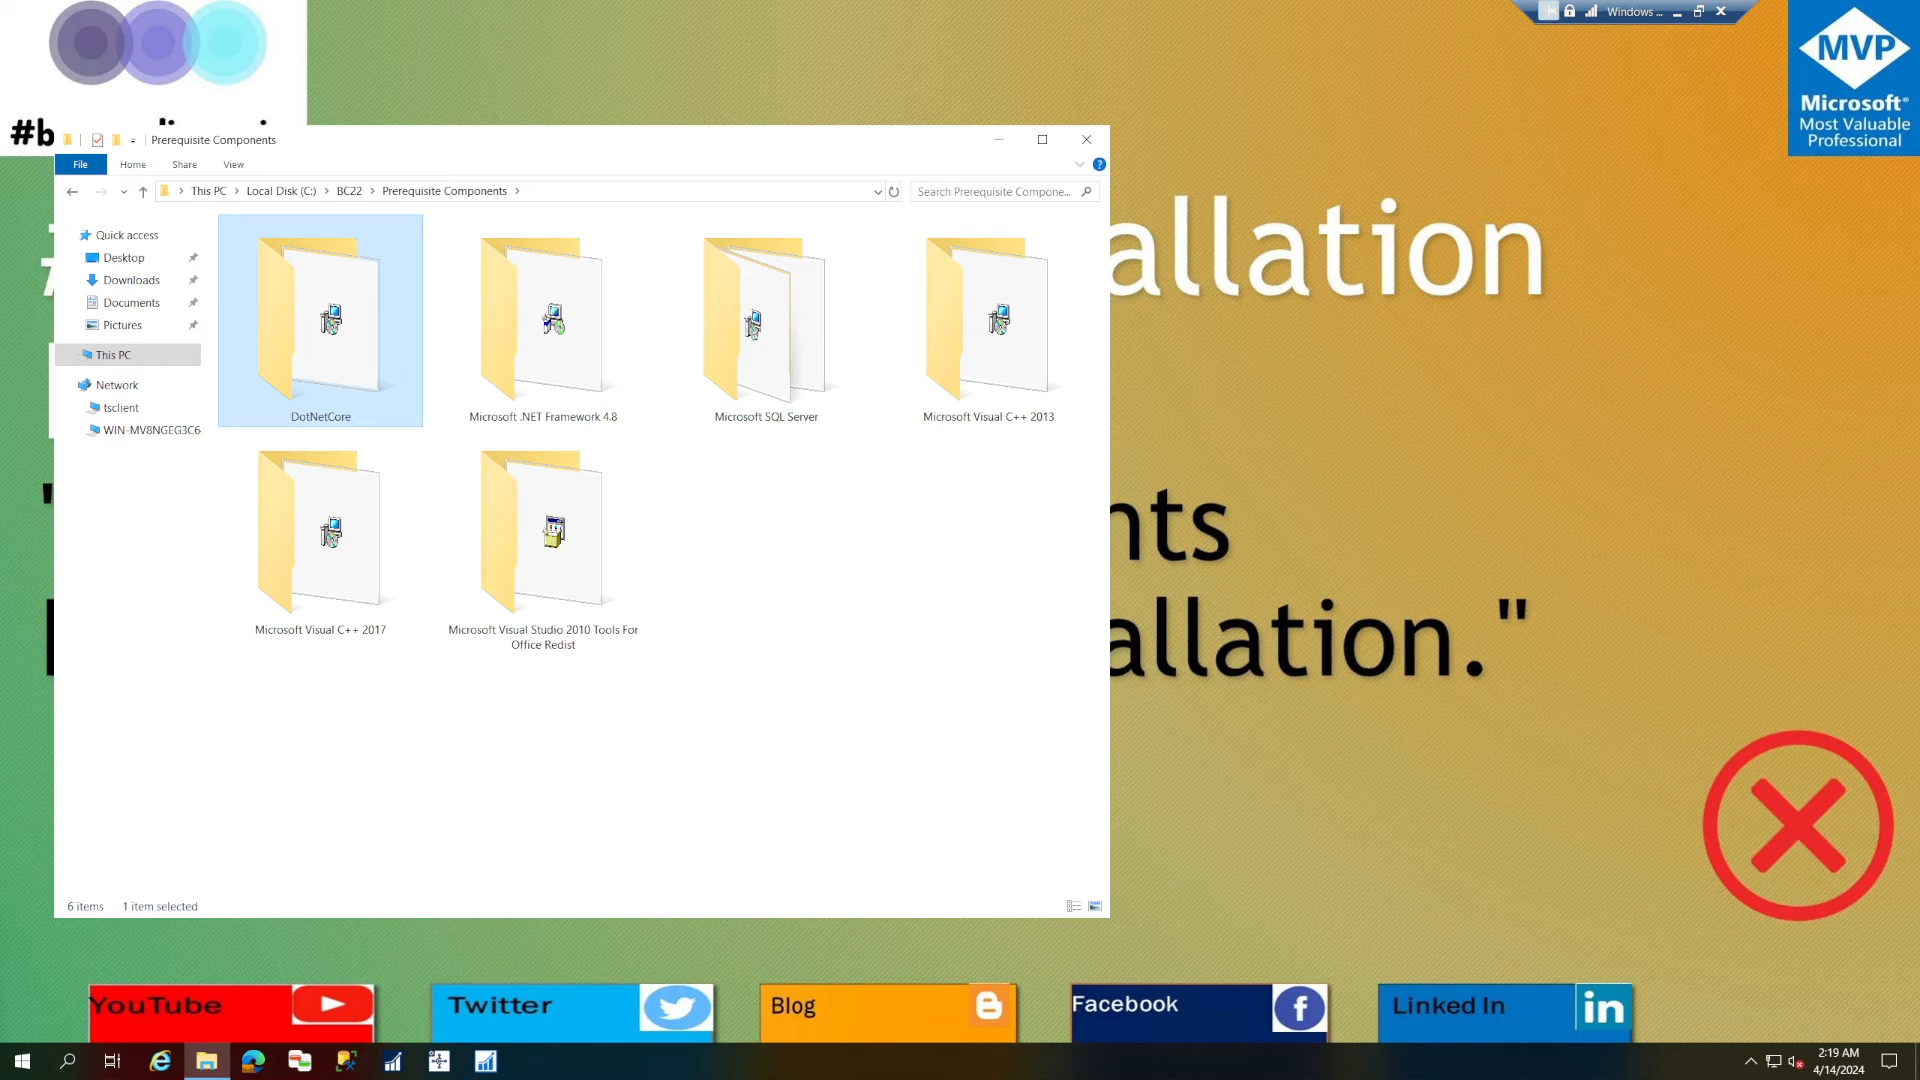 Windows ...
MVP
Microsoft®
Most Valuable
Professional
#b
Prerequisite Components
File
Home
Share
View
This PC
Local Disk (C:)
BC22
Prerequisite Components
Search Prerequisite Compone...
Quick access
Desktop
Downloads
Documents
Pictures
This PC
Network
tsclient
WIN-MV8NGEG3C6
DotNetCore
Microsoft .NET Framework 4.8
Microsoft SQL Server
Microsoft Visual C++ 2013
Microsoft Visual C++ 2017
Microsoft Visual Studio 2010 Tools For
Office Redist
6 items
1 item selected
allation
nts
allation."
YouTube
Twitter
Blog
Facebook
Linked In
in
2:19 AM
4/14/2024